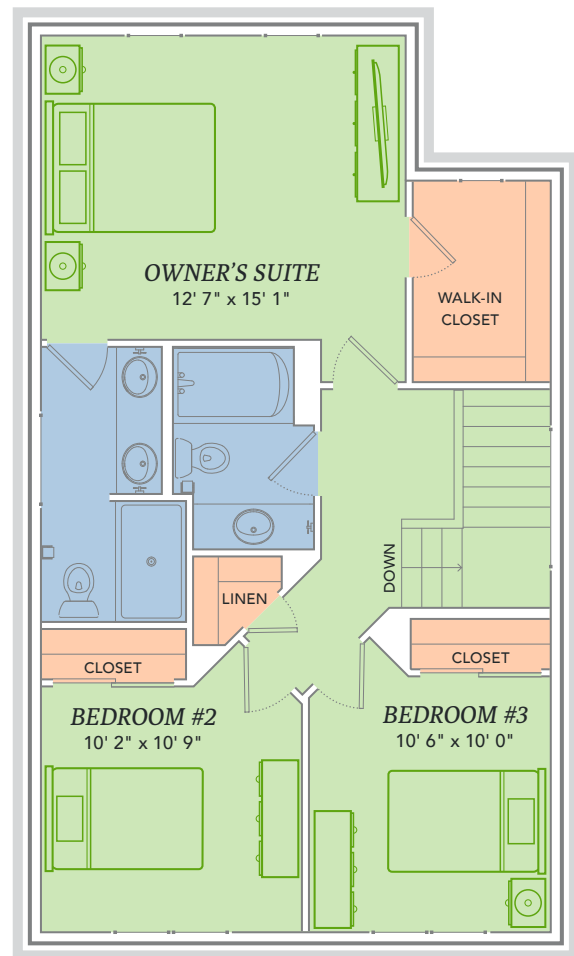 OWNER'S SUITE
12' 7" x 15' 1"
WALK-IN
CLOSET
DOWN
LINEN
CLOSET
CLOSET
BEDROOM #2
10' 2" x 10' 9"
BEDROOM #3
10' 6" x 10' 0"